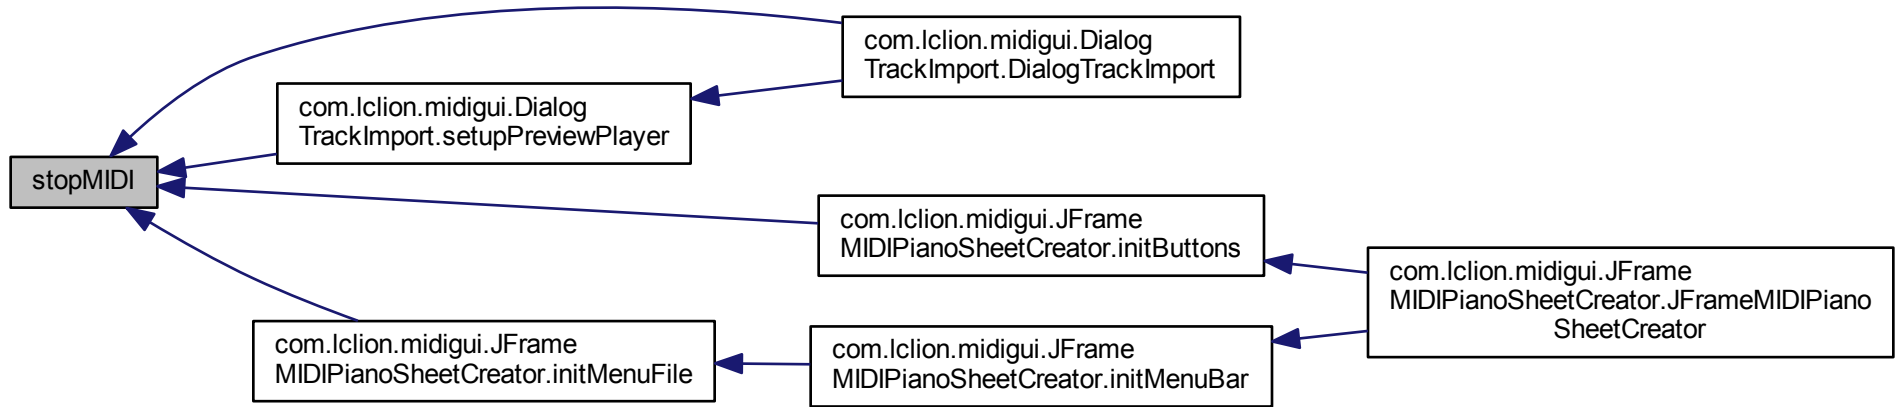 com.lclion.midigui.Dialog
TrackImport.DialogTrackImport
com.lclion.midigui.Dialog
TrackImport.setupPreviewPlayer
stopMIDI
com.lclion.midigui.JFrame
MIDIPianoSheetCreator.initButtons
com.lclion.midigui.JFrame
MIDIPianoSheetCreator.JFrameMIDIPiano
SheetCreator
com.lclion.midigui.JFrame
MIDIPianoSheetCreator.initMenuFile
com.lclion.midigui.JFrame
MIDIPianoSheetCreator.initMenuBar